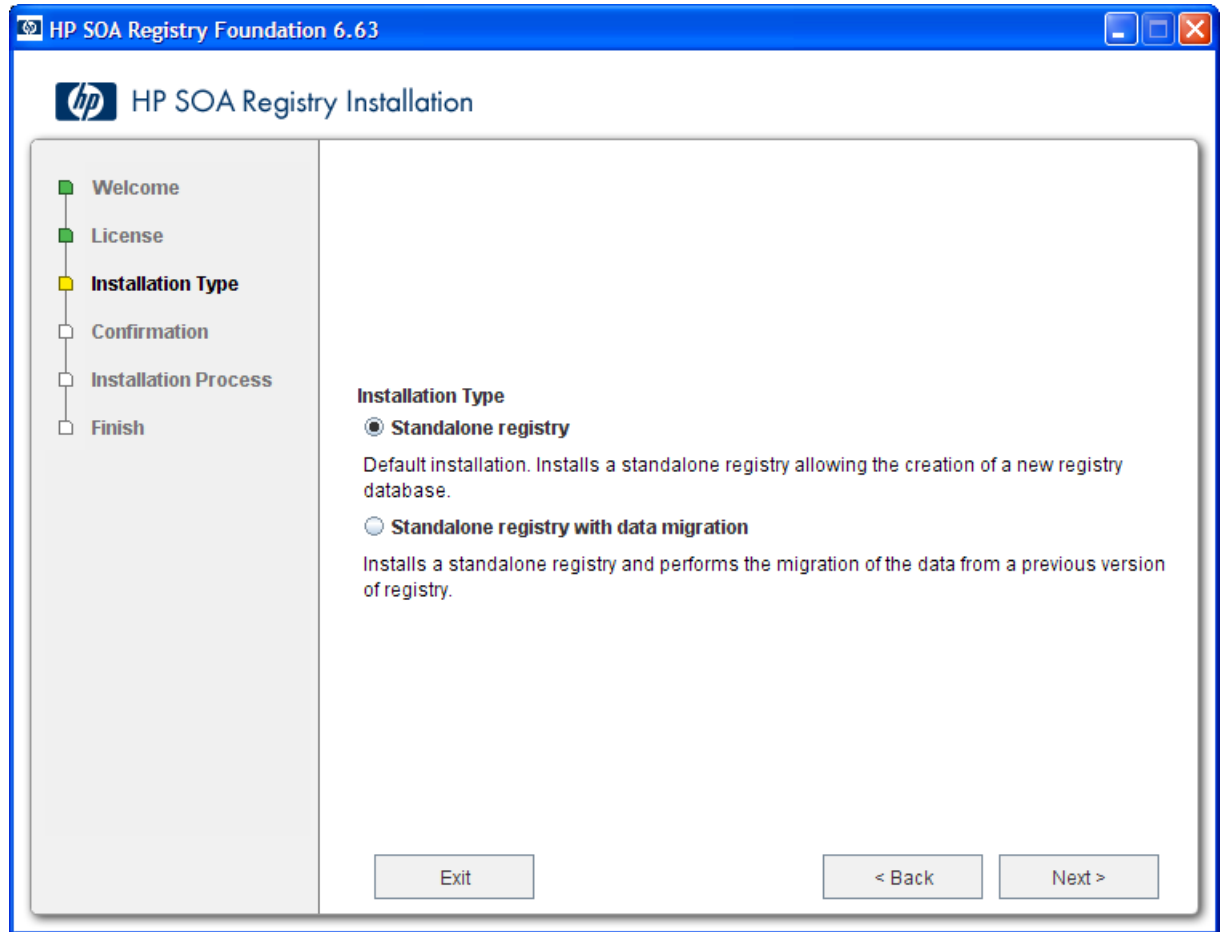 HP SOA Registry Foundation 6.63
hp HP SOA Registry Installation
Welcome
License
Installation Type
Confirmation
Installation Process
Finish
Installation Type
Standalone registry
Default installation. Installs a standalone registry allowing the creation of a new registry
database.
Standalone registry with data migration
Installs a standalone registry and performs the migration of the data from a previous version
of registry.
Exit
< Back
Next >